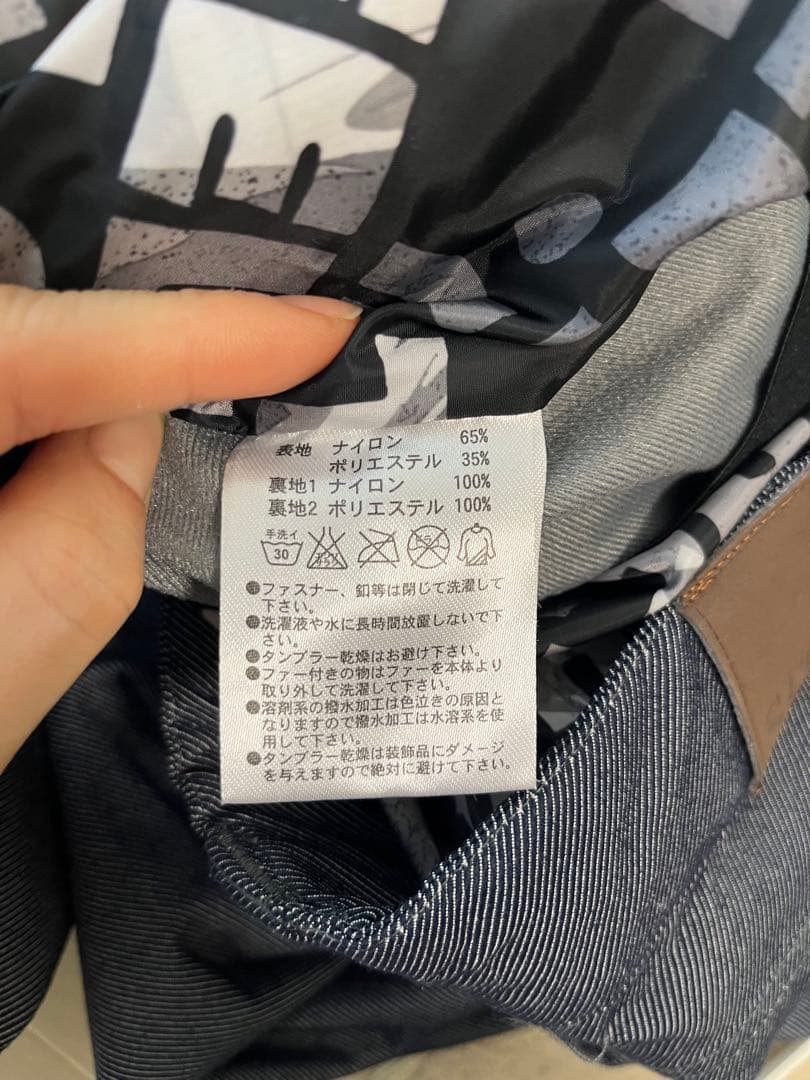 表地 ナイロン 65%
ポリエステル 35%
裏地1 ナイロン 100%
裏地2 ポリエステル 100%
手洗イ
30
エンソサラシ
ドライ
●ファスナー、釦等は閉じて洗濯して
下さい。
●洗濯液や水に長時間放置しないで下
さい。
●タンブラー乾燥はお避け下さい。
●ファー付きの物はファーを本体より
取り外して洗濯して下さい。
●溶剤系の撥水加工は色泣きの原因と
なりますので撥水加工は水溶系を使
用して下さい。
●タンブラー乾燥は装飾品にダメージ
を与えますので絶対に避けて下さい。